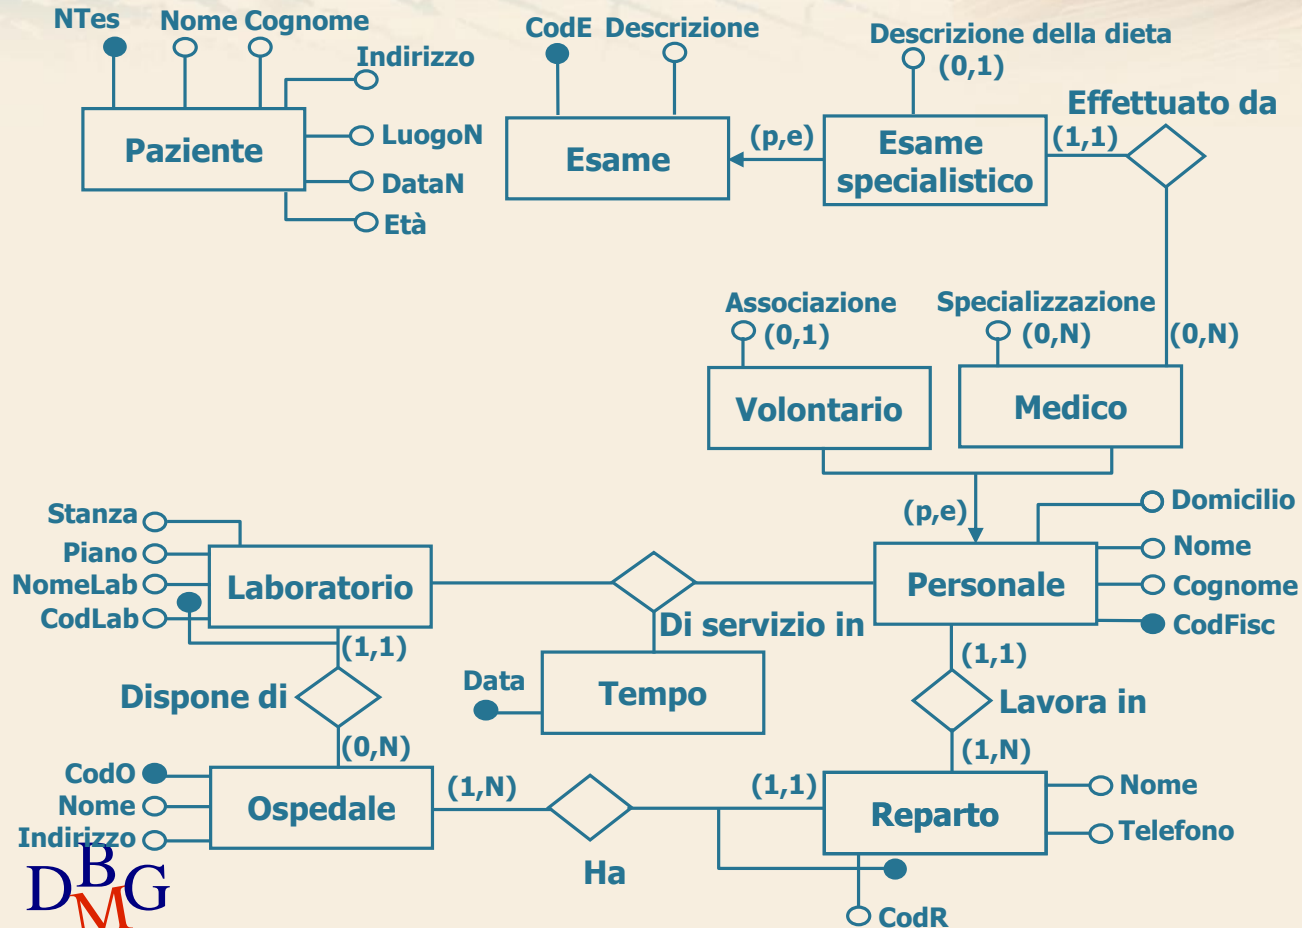 NTes Nome Cognome
Indirizzo
Paziente
LuogoN
DataN
Età
CodE Descrizione
Esame
(p,e)
Descrizione della dieta
(0,1)
Esame
specialistico
Effettuato da
(1,1)
(0,N)
Associazione
(0,1)
Volontario
Specializzazione
(0,N)
Medico
(p,e)
Stanza
Piano
NomeLab
CodLab
Laboratorio
(1,1)
Di servizio in
Personale
Domicilio
Nome
Cognome
CodFisc
(1,1)
Dispone di
(0,N)
Data
Tempo
Lavora in
(1,N)
CodO
Nome
Indirizzo
Ospedale
(1,N)
Ha
(1,1)
Reparto
Nome
Telefono
CodR
DBMG